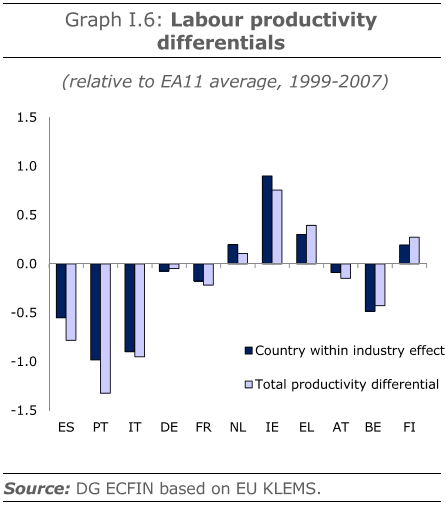 Graph I.6: Labour productivity
differentials
(relative to EA11 average, 1999-2007)
1.5
1.0
0.5
0.0
-0.5
-1.0
-1.5
Country within industry effect
Total productivity differential
ES PT IT DE FR NL IE EL AT BE FI
Source: DG ECFIN based on EU KLEMS.